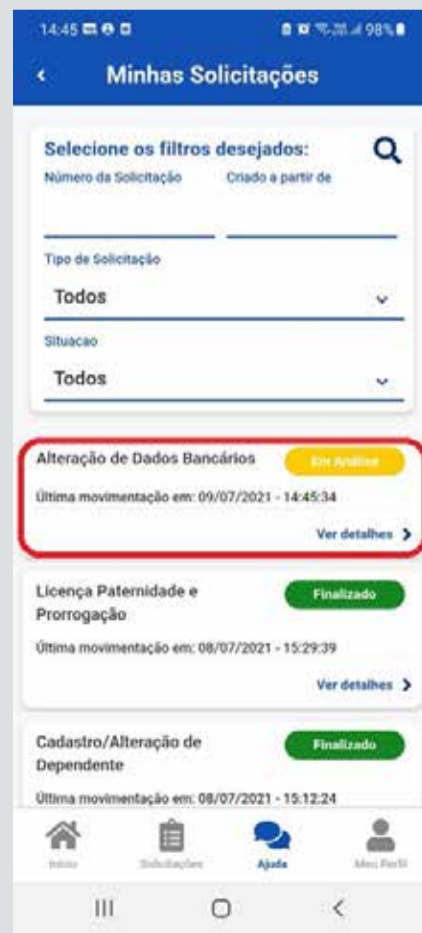 14:45 98%
Minhas Solicitações
Selecione os filtros desejados:
Número da Solicitação Criado a partir de
Tipo de Solicitação
Todos
Situacao
Todos
Alteração de Dados Bancários Em Análise
Última movimentação em: 09/07/2021 - 14:45:34
Ver detalhes
Licença Paternidade e Finalizado
Prorrogação
Última movimentação em: 08/07/2021 - 15:29:39
Ver detalhes
Cadastro/Alteração de Finalizado
Dependente
Última movimentação em: 08/07/2021 - 15:12:24
Início Solicitações Ajuda Meu Perfil